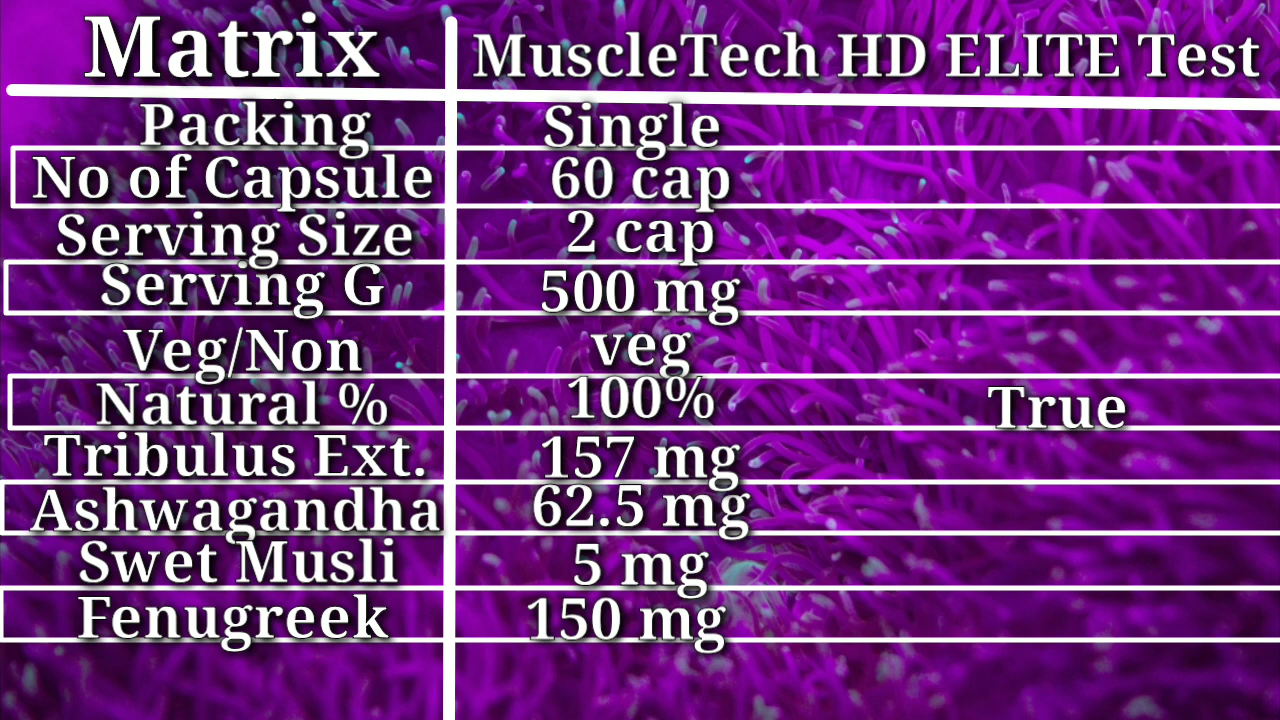 Matrix MuscleTech HD ELITE Test
Packing Single
No of Capsule 60 cap
Serving Size 2 cap
Serving G 500 mg
Veg/Non veg
Natural % 100% True
Tribulus Ext. 157 mg
Ashwagandha 62.5 mg
Swet Musli 5 mg
Fenugreek 150 mg